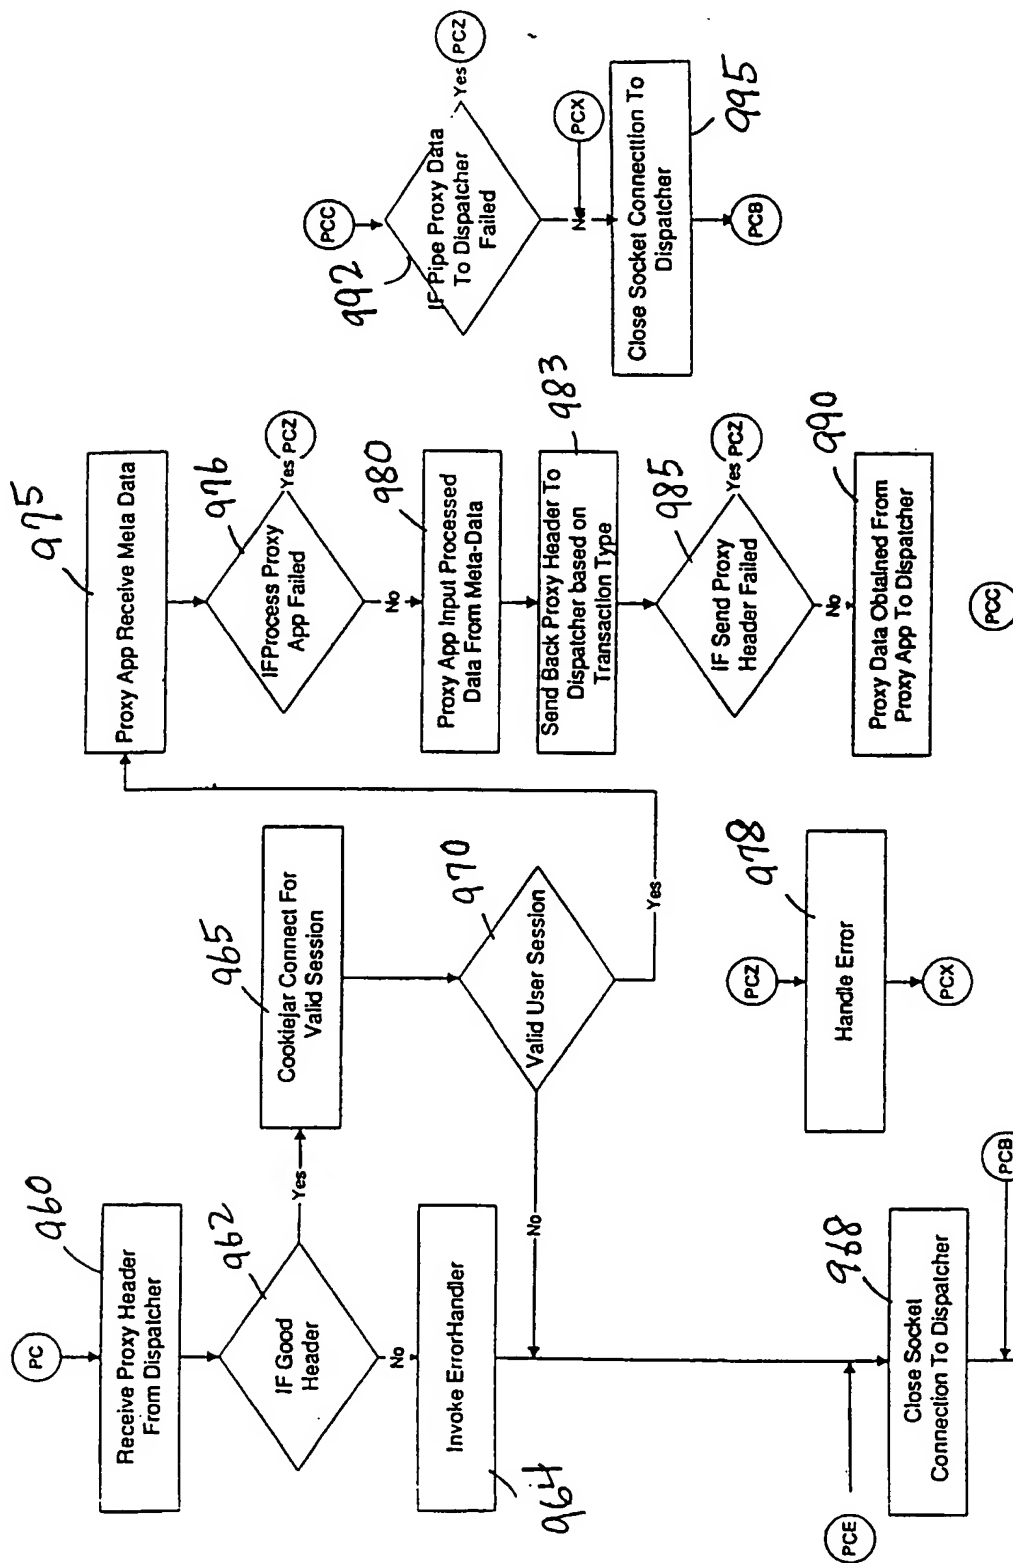 PC
960
Receive Proxy Header
From Dispatcher
962
IF Good
Header
Yes
No
Invoke ErrorHandler
964
965
Cookiejar Connect For
Valid Session
970
Valid User Session
No
Yes
PCE
968
Close Socket
Connection To Dispatcher
PCB
975
Proxy App Receive Meta Data
976
IFProcess Proxy
App Failed
Yes
PCZ
No
980
Proxy App Input Processed
Data From Meta-Data
983
Send Back Proxy Header To
Dispatcher based on
Transaction Type
985
IF Send Proxy
Header Failed
Yes
PCZ
No
990
Proxy Data Obtained From
Proxy App To Dispatcher
PCC
PCZ
978
Handle Error
PCX
PCC
992
IF Pipe Proxy Data
To Dispatcher
Failed
Yes
PCZ
No
PCX
995
Close Socket Connecttion To
Dispatcher
PCB